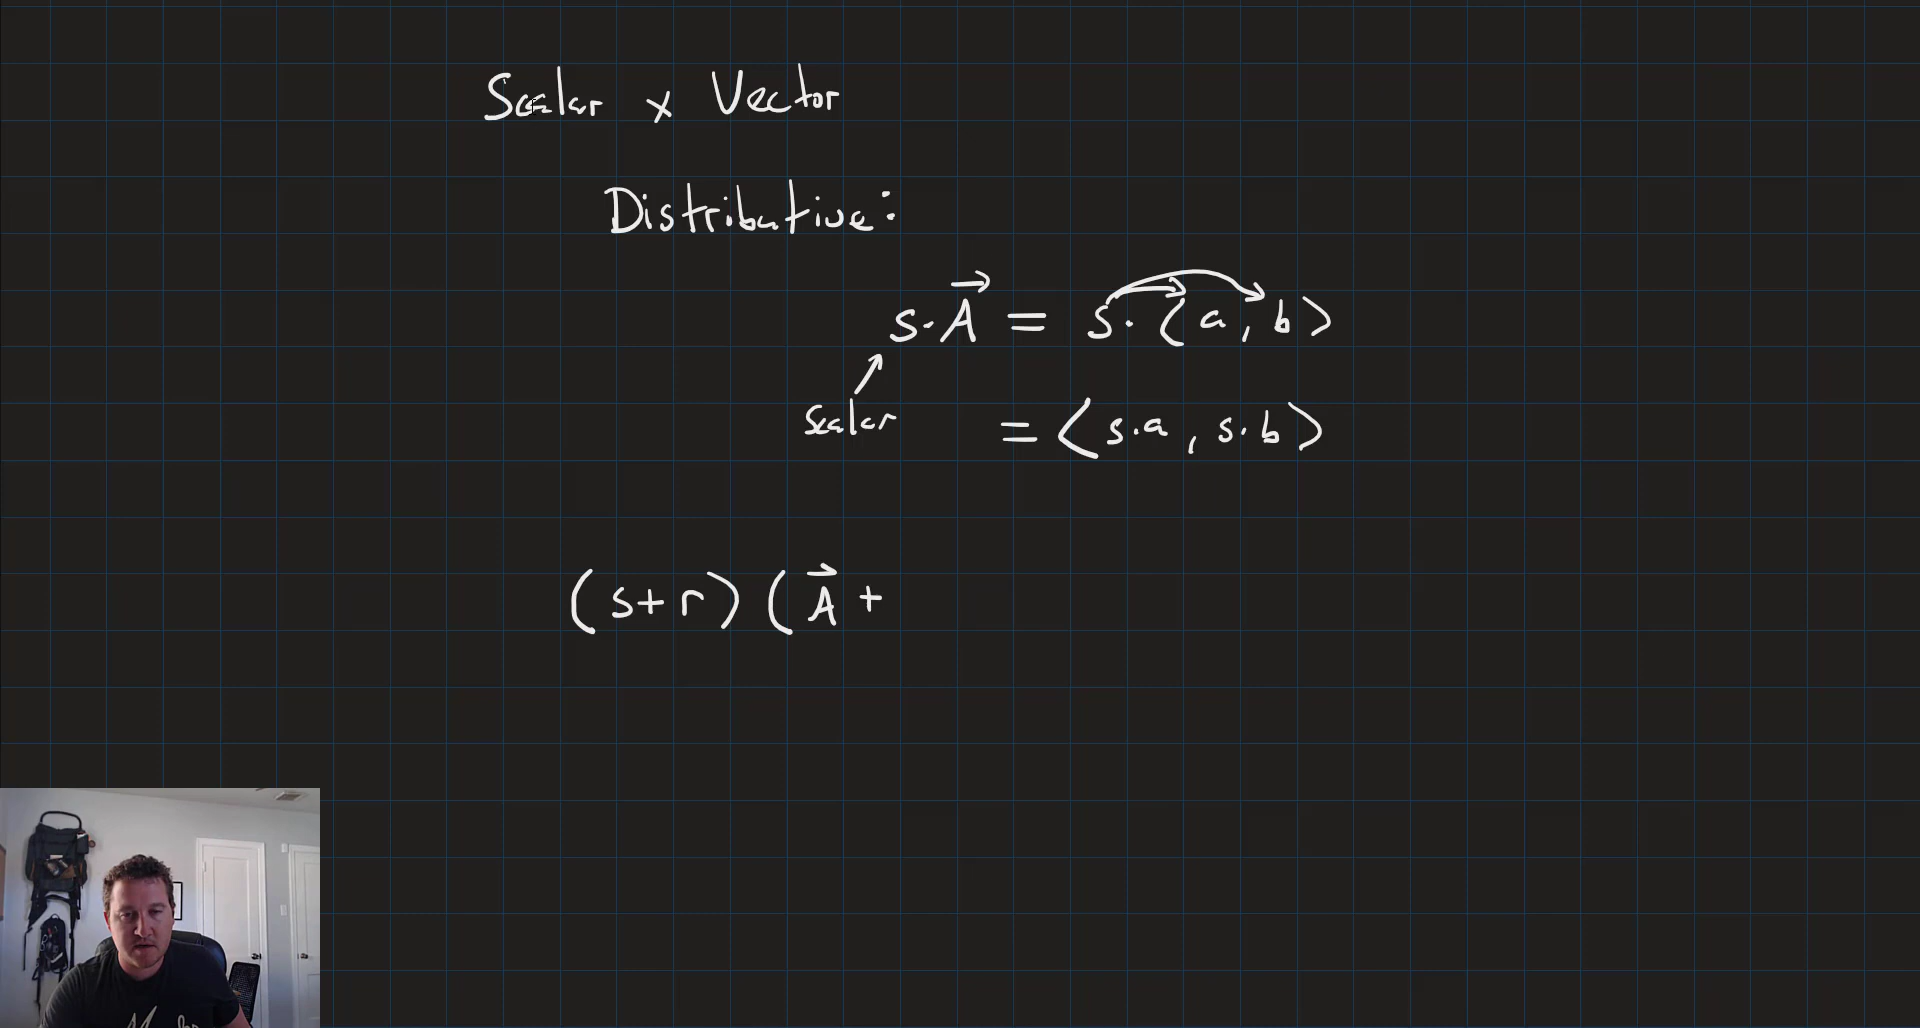 Scalar x Vector
Distributive:
s·A⃗ = s·⟨a, b⟩
scalar
= ⟨s·a, s·b⟩
(s+r)(A⃗ +